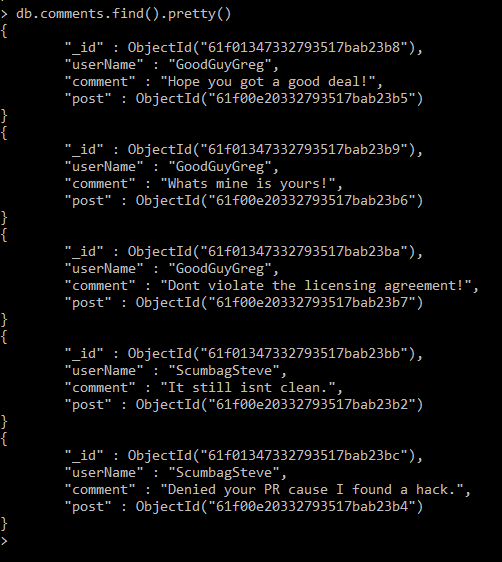 > db.comments.find().pretty()
{
"_id" : ObjectId("61f01347332793517bab23b8"),
"userName" : "GoodGuyGreg",
"comment" : "Hope you got a good deal!",
"post" : ObjectId("61f00e20332793517bab23b5")
}
{
"_id" : ObjectId("61f01347332793517bab23b9"),
"userName" : "GoodGuyGreg",
"comment" : "Whats mine is yours!",
"post" : ObjectId("61f00e20332793517bab23b6")
}
{
"_id" : ObjectId("61f01347332793517bab23ba"),
"userName" : "GoodGuyGreg",
"comment" : "Dont violate the licensing agreement!",
"post" : ObjectId("61f00e20332793517bab23b7")
}
{
"_id" : ObjectId("61f01347332793517bab23bb"),
"userName" : "ScumbagSteve",
"comment" : "It still isnt clean.",
"post" : ObjectId("61f00e20332793517bab23b2")
}
{
"_id" : ObjectId("61f01347332793517bab23bc"),
"userName" : "ScumbagSteve",
"comment" : "Denied your PR cause I found a hack.",
"post" : ObjectId("61f00e20332793517bab23b4")
}
>